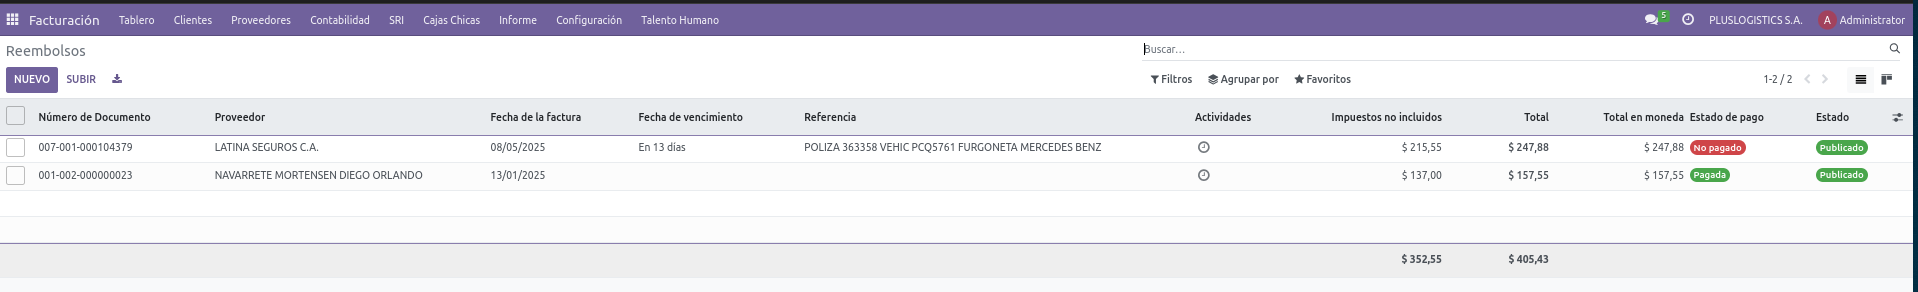 Facturación Tablero Clientes Proveedores Contabilidad SRI Cajas Chicas Informe Configuración Talento Humano 5 PLUSLOGISTICS S.A. A Administrator
Reembolsos Buscar...
NUEVO SUBIR Filtros Agrupar por Favoritos 1-2 / 2
Número de Documento Proveedor Fecha de la factura Fecha de vencimiento Referencia Actividades Impuestos no incluidos Total Total en moneda Estado de pago Estado
007-001-000104379 LATINA SEGUROS C.A. 08/05/2025 En 13 días POLIZA 363358 VEHIC PCQ5761 FURGONETA MERCEDES BENZ $ 215,55 $ 247,88 $ 247,88 No pagado Publicado
001-002-000000023 NAVARRETE MORTENSEN DIEGO ORLANDO 13/01/2025 $ 137,00 $ 157,55 $ 157,55 Pagada Publicado
$ 352,55 $ 405,43